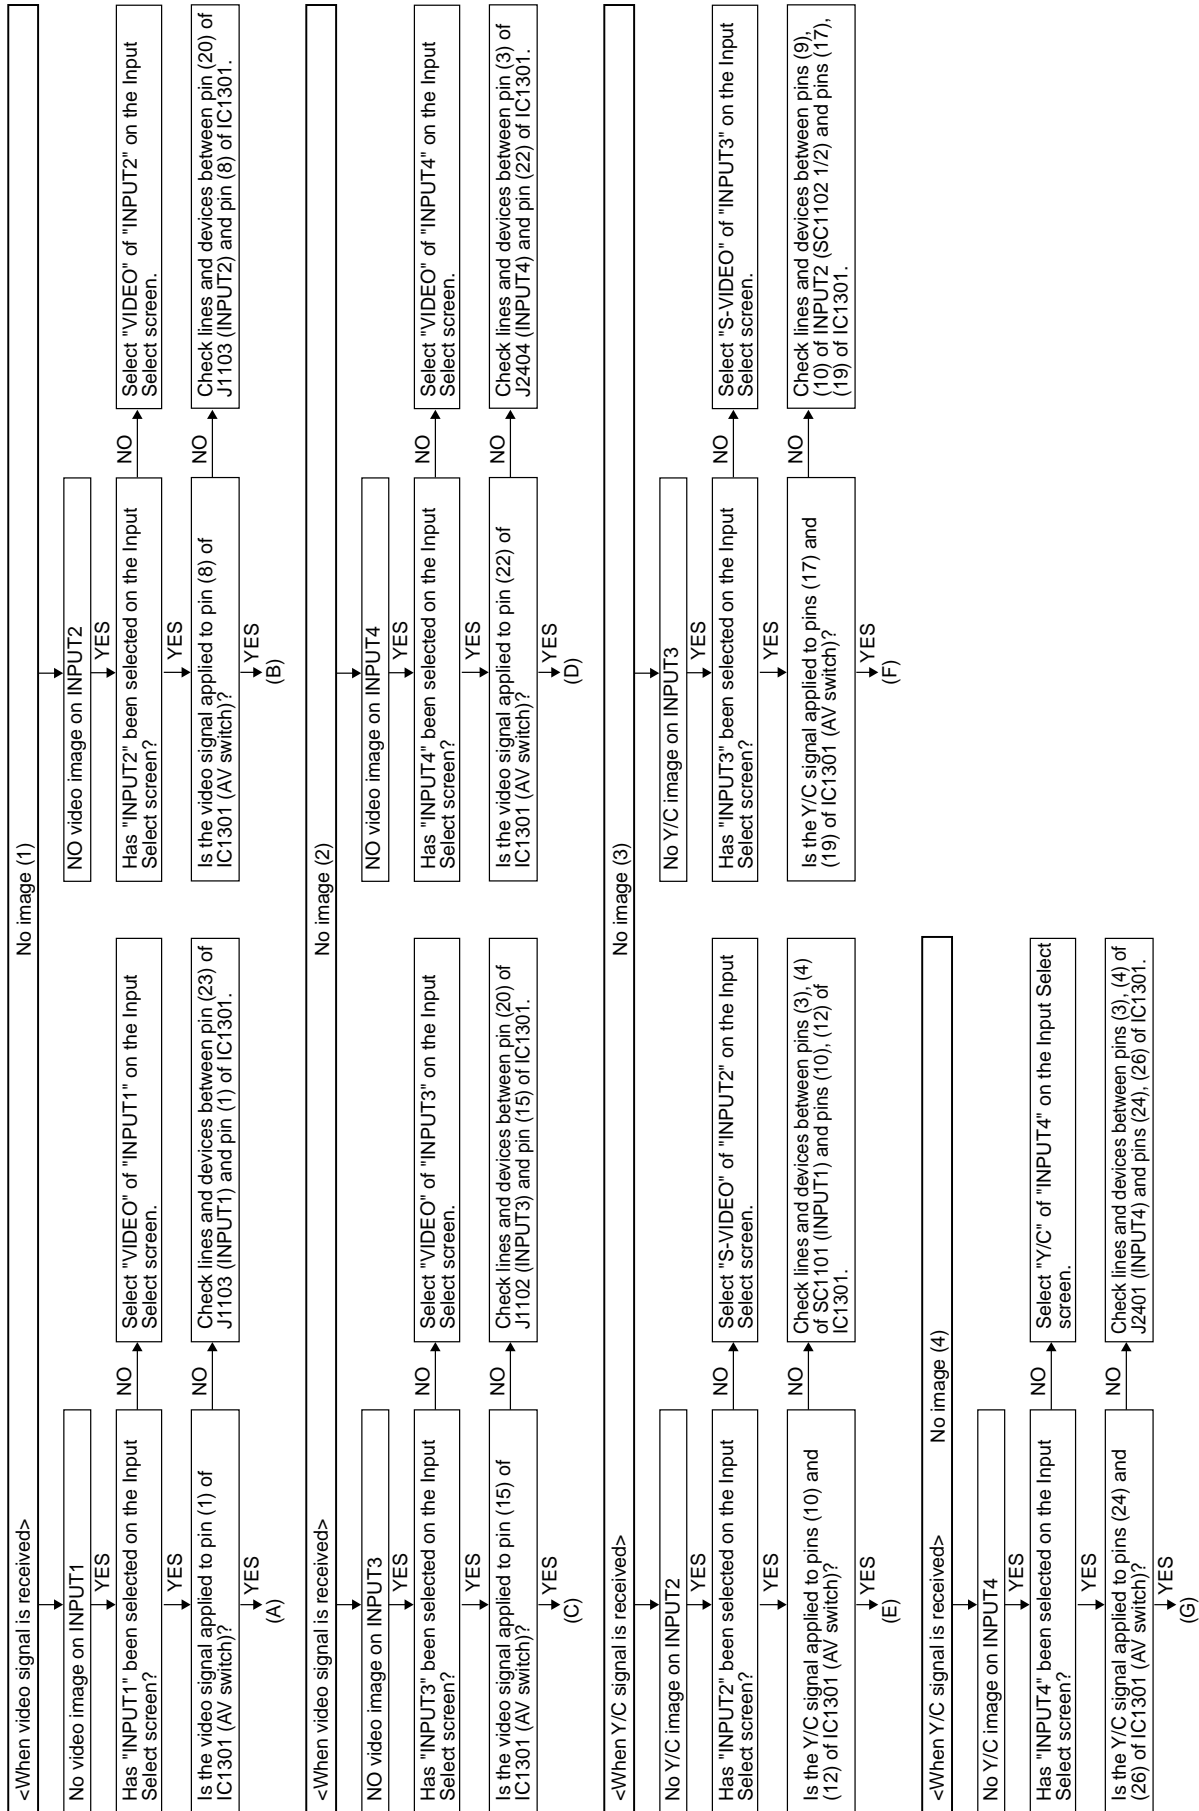 <When video signal is received>
No image (1)
No video image on INPUT1
YES
Has "INPUT1" been selected on the Input
Select screen?
NO
Select "VIDEO" of "INPUT1" on the Input
Select screen.
YES
Is the video signal applied to pin (1) of
IC1301 (AV switch)?
NO
Check lines and devices between pin (23) of
J1103 (INPUT1) and pin (1) of IC1301.
YES
(A)
NO video image on INPUT2
YES
Has "INPUT2" been selected on the Input
Select screen?
NO
Select "VIDEO" of "INPUT2" on the Input
Select screen.
YES
Is the video signal applied to pin (8) of
IC1301 (AV switch)?
NO
Check lines and devices between pin (20) of
J1103 (INPUT2) and pin (8) of IC1301.
YES
(B)
<When video signal is received>
No image (2)
NO video image on INPUT3
YES
Has "INPUT3" been selected on the Input
Select screen?
NO
Select "VIDEO" of "INPUT3" on the Input
Select screen.
YES
Is the video signal applied to pin (15) of
IC1301 (AV switch)?
NO
Check lines and devices between pin (20) of
J1102 (INPUT3) and pin (15) of IC1301.
YES
(C)
NO video image on INPUT4
YES
Has "INPUT4" been selected on the Input
Select screen?
NO
Select "VIDEO" of "INPUT4" on the Input
Select screen.
YES
Is the video signal applied to pin (22) of
IC1301 (AV switch)?
NO
Check lines and devices between pin (3) of
J2404 (INPUT4) and pin (22) of IC1301.
YES
(D)
<When Y/C signal is received>
No image (3)
No Y/C image on INPUT2
YES
Has "INPUT2" been selected on the Input
Select screen?
NO
Select "S-VIDEO" of "INPUT2" on the Input
Select screen.
YES
Is the Y/C signal applied to pins (10) and
(12) of IC1301 (AV switch)?
NO
Check lines and devices between pins (3), (4)
of SC1101 (INPUT1) and pins (10), (12) of
IC1301.
YES
(E)
No Y/C image on INPUT3
YES
Has "INPUT3" been selected on the Input
Select screen?
NO
Select "S-VIDEO" of "INPUT3" on the Input
Select screen.
YES
Is the Y/C signal applied to pins (17) and
(19) of IC1301 (AV switch)?
NO
Check lines and devices between pins (9),
(10) of INPUT2 (SC1102 1/2) and pins (17),
(19) of IC1301.
YES
(F)
<When Y/C signal is received>
No image (4)
No Y/C image on INPUT4
YES
Has "INPUT4" been selected on the Input
Select screen?
NO
Select "Y/C" of "INPUT4" on the Input Select
screen.
YES
Is the Y/C signal applied to pins (24) and
(26) of IC1301 (AV switch)?
NO
Check lines and devices between pins (3), (4) of
J2401 (INPUT4) and pins (24), (26) of IC1301.
YES
(G)